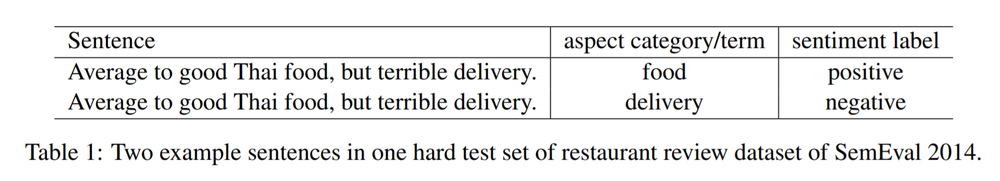 Sentence aspect category/term sentiment label
Average to good Thai food, but terrible delivery. food positive
Average to good Thai food, but terrible delivery. delivery negative
Table 1: Two example sentences in one hard test set of restaurant review dataset of SemEval 2014.